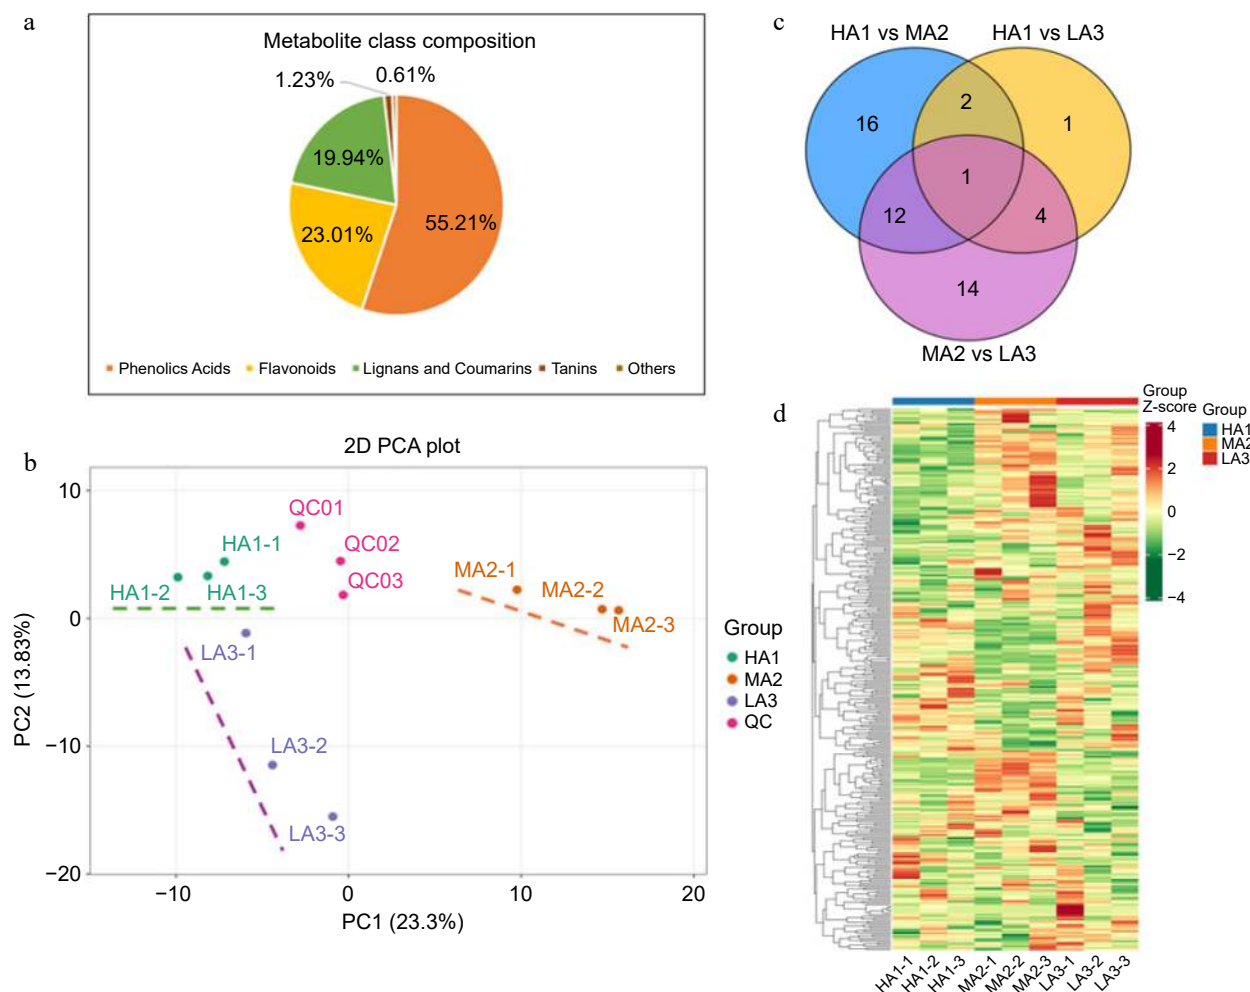 a
Metabolite class composition
1.23%
0.61%
19.94%
23.01%
55.21%
Phenolics Acids
Flavonoids
Lignans and Coumarins
Tanins
Others
b
2D PCA plot
PC2 (13.83%)
10
0
−10
−20
QC01
HA1-1
QC02
HA1-2
HA1-3
QC03
MA2-1
MA2-2
MA2-3
LA3-1
LA3-2
LA3-3
−10
0
10
20
PC1 (23.3%)
Group
HA1
MA2
LA3
QC
c
HA1 vs MA2
HA1 vs LA3
16
2
1
1
12
4
14
MA2 vs LA3
d
Group
Z-score
4
2
0
−2
−4
Group
HA1
MA2
LA3
HA1-1
HA1-2
HA1-3
MA2-1
MA2-2
MA2-3
LA3-1
LA3-2
LA3-3